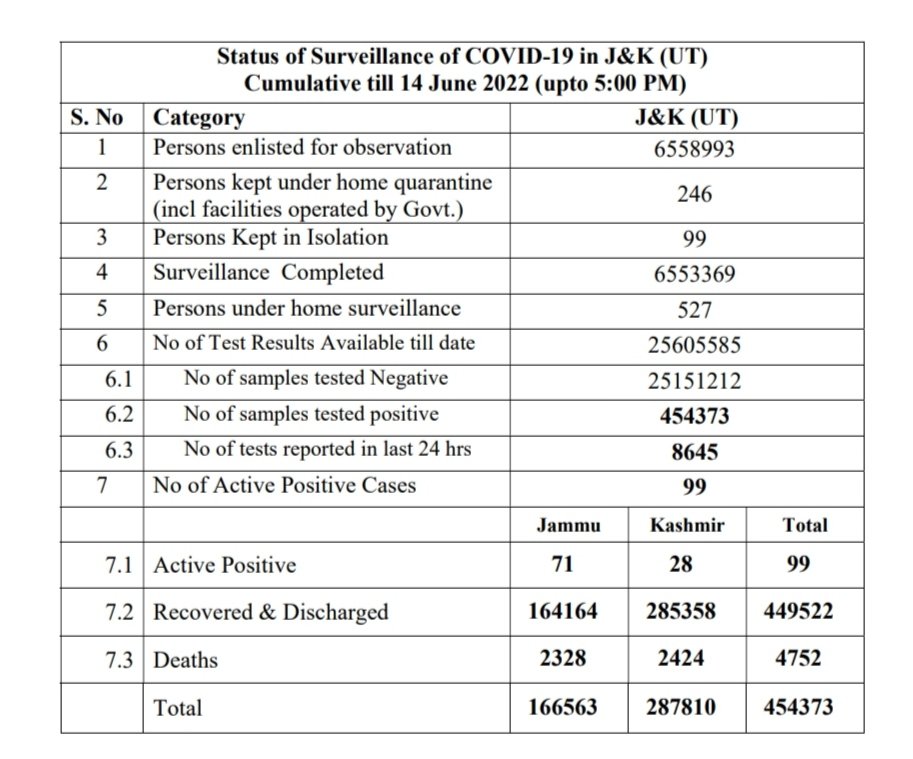 Status of Surveillance of COVID-19 in J&K (UT)
Cumulative till 14 June 2022 (upto 5:00 PM)
S. No Category J&K (UT)
1 Persons enlisted for observation 6558993
2 Persons kept under home quarantine
(incl facilities operated by Govt.) 246
3 Persons Kept in Isolation 99
4 Surveillance Completed 6553369
5 Persons under home surveillance 527
6 No of Test Results Available till date 25605585
6.1 No of samples tested Negative 25151212
6.2 No of samples tested positive 454373
6.3 No of tests reported in last 24 hrs 8645
7 No of Active Positive Cases 99
Jammu Kashmir Total
7.1 Active Positive 71 28 99
7.2 Recovered & Discharged 164164 285358 449522
7.3 Deaths 2328 2424 4752
Total 166563 287810 454373